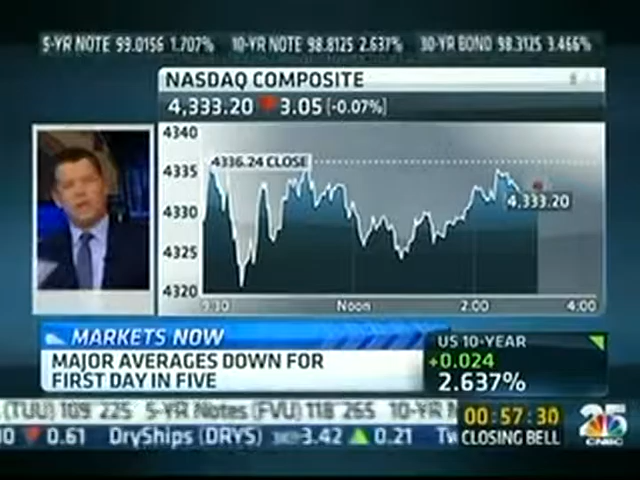 5-YR NOTE 99.0156 1.707% 10-YR NOTE 98.8125 2.637% 30-YR BOND 98.3125 3.466%
NASDAQ COMPOSITE
4,333.20 3.05 [-0.07%]
4340
4335
4330
4325
4320
4336.24 CLOSE
4,333.20
9:30 Noon 2:00 4:00
MARKETS NOW
MAJOR AVERAGES DOWN FOR
FIRST DAY IN FIVE
US 10-YEAR
+0.024
2.637%
(TUU) 109 225 5-YR Notes (FVU) 118 265 10-YR N
0 0.61 DryShips (DRYS) 3.42 0.21 Tw
00:57:30
CLOSING BELL
25
CNBC